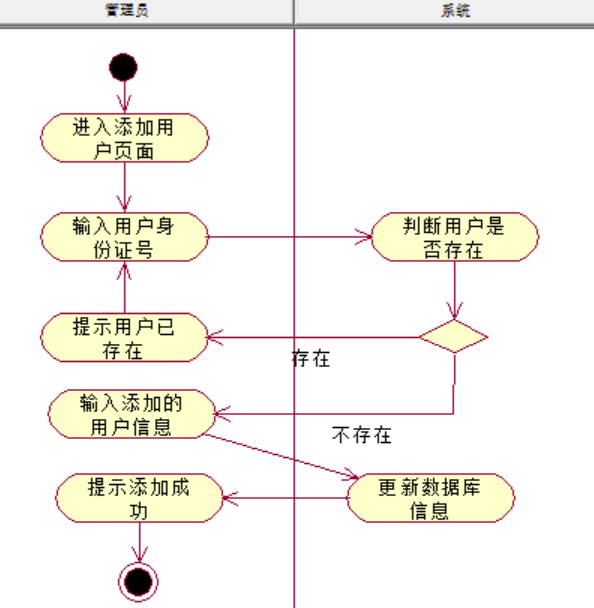 管理员
系统
进入添加用
户页面
输入用户身
份证号
判断用户是
否存在
提示用户已
存在
存在
输入添加的
用户信息
不存在
提示添加成
功
更新数据库
信息